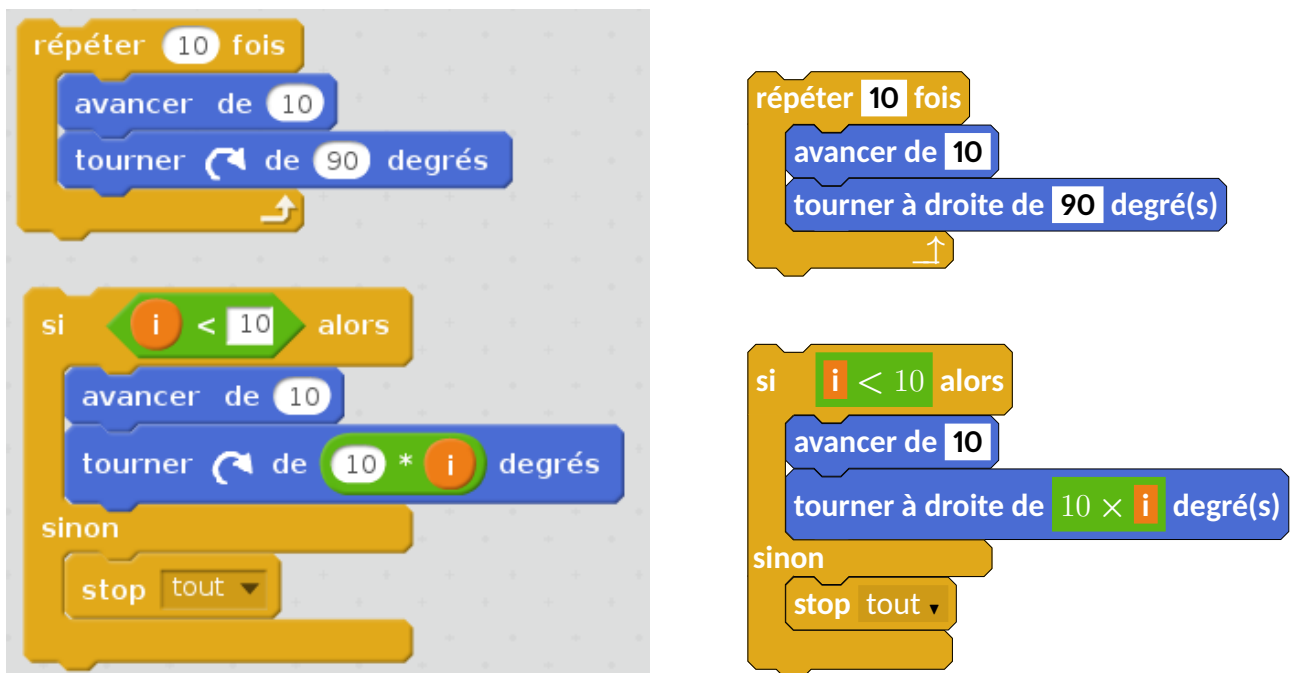 répéter 10 fois
avancer de 10
tourner de 90 degrés
si i < 10 alors
avancer de 10
tourner de 10 * i degrés
sinon
stop tout
répéter 10 fois
avancer de 10
tourner à droite de 90 degré(s)
si i < 10 alors
avancer de 10
tourner à droite de 10 × i degré(s)
sinon
stop tout